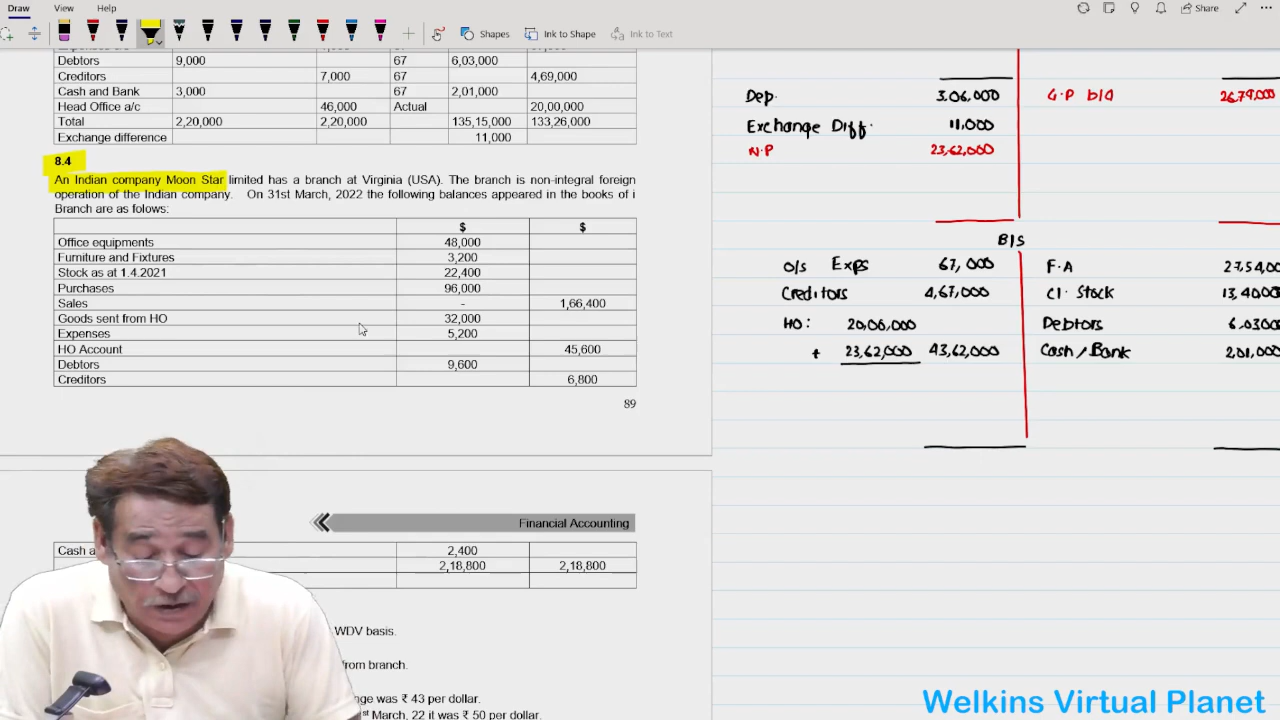 Draw View Help
Shapes Ink to Shape Ink to Text Share
Debtors 9,000 67 6,03,000
Creditors 7,000 67 4,69,000
Cash and Bank 3,000 67 2,01,000
Head Office a/c 46,000 Actual 20,00,000
Total 2,20,000 2,20,000 135,15,000 133,26,000
Exchange difference 11,000
8.4
An Indian company Moon Star limited has a branch at Virginia (USA). The branch is non-integral foreign
operation of the Indian company. On 31st March, 2022 the following balances appeared in the books of i
Branch are as follows:
$ $
Office equipments 48,000
Furniture and Fixtures 3,200
Stock as at 1.4.2021 22,400
Purchases 96,000
Sales - 1,66,400
Goods sent from HO 32,000
Expenses 5,200
HO Account 45,600
Debtors 9,600
Creditors 6,800
89
Financial Accounting
Cash a 2,400
2,18,800 2,18,800
WDV basis.
from branch.
nge was ₹ 43 per dollar.
st March, 22 it was ₹ 50 per dollar.
Dep. 3,06,000 G.P b/d 26,79,000
Exchange Diff. 11,000
N.P 23,62,000
B/S
O/s Exps 67,000 F.A 27,54,00
Creditors 4,67,000 Cl. Stock 13,4000
HO: 20,06,000 Debtors 6,0300
+ 23,62,000 43,62,000 Cash/Bank 201,000
Welkins Virtual Planet